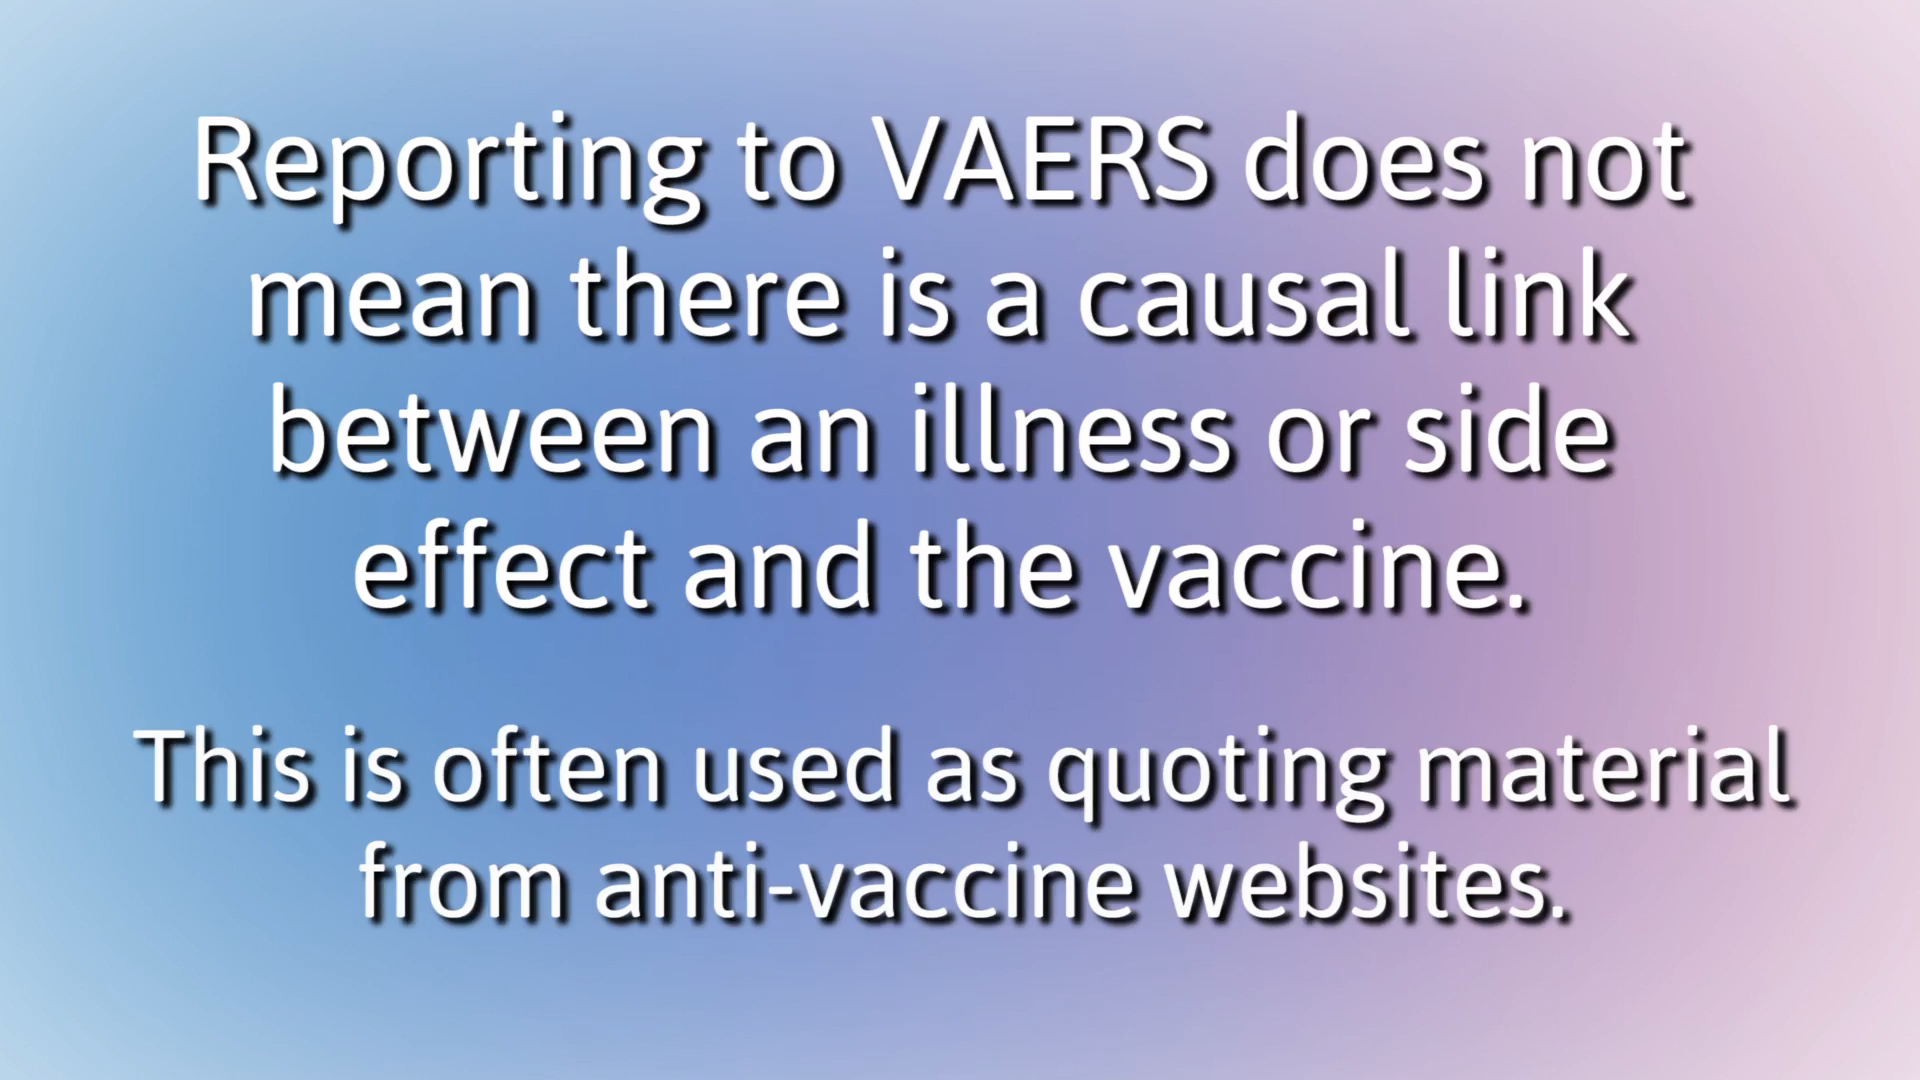 Reporting to VAERS does not
mean there is a causal link
between an illness or side
effect and the vaccine.
This is often used as quoting material
from anti-vaccine websites.